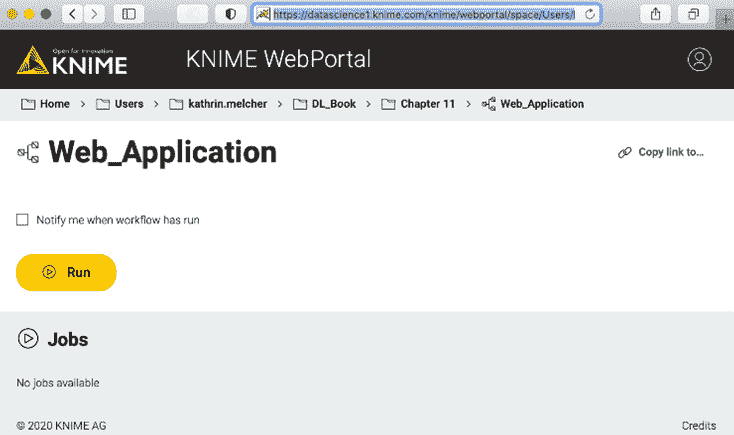 https://datascience1.knime.com/knime/webportal/space/Users/
Open for Innovation
KNIME
KNIME WebPortal
Home > Users > kathrin.melcher > DL_Book > Chapter 11 > Web_Application
Web_Application
Copy link to...
Notify me when workflow has run
Run
Jobs
No jobs available
© 2020 KNIME AG
Credits